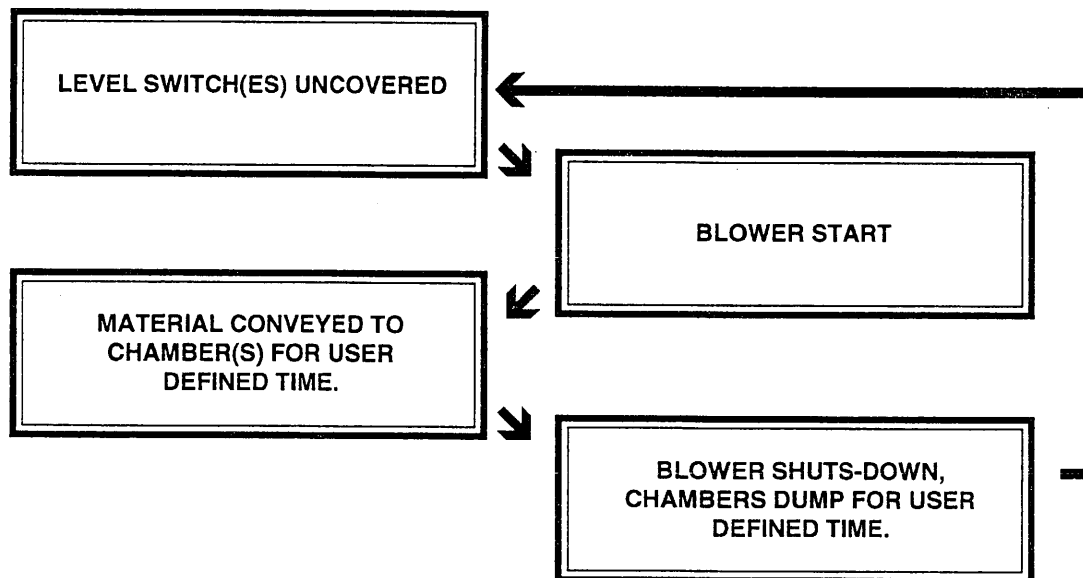 LEVEL SWITCH(ES) UNCOVERED
BLOWER START
MATERIAL CONVEYED TO
CHAMBER(S) FOR USER
DEFINED TIME.
BLOWER SHUTS-DOWN,
CHAMBERS DUMP FOR USER
DEFINED TIME.